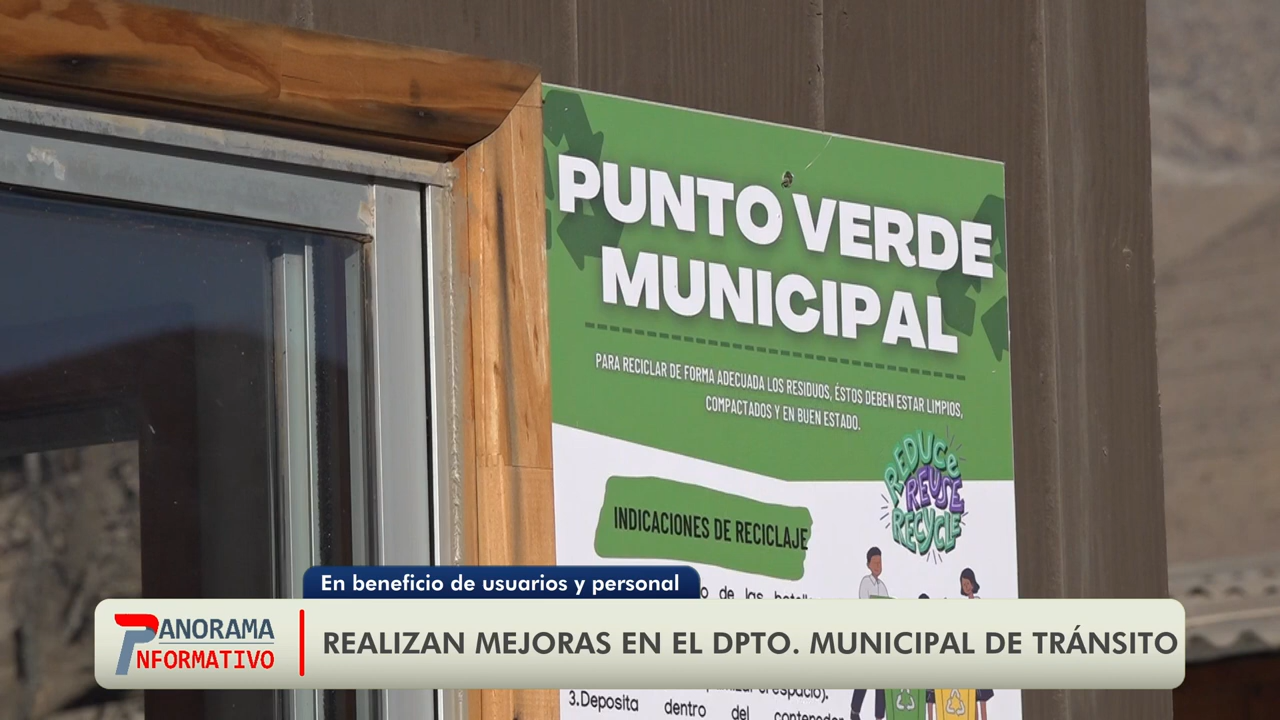 PUNTO VERDE
MUNICIPAL
PARA RECICLAR DE FORMA ADECUADA LOS RESIDUOS, ÉSTOS DEBEN ESTAR LIMPIOS,
COMPACTADOS Y EN BUEN ESTADO.
REDUCE
REUSE
RECYCLE
INDICACIONES DE RECICLAJE
de las
En beneficio de usuarios y personal
PANORAMA
INFORMATIVO
REALIZAN MEJORAS EN EL DPTO. MUNICIPAL DE TRÁNSITO
espacio).
3.Deposita dentro del contenedor